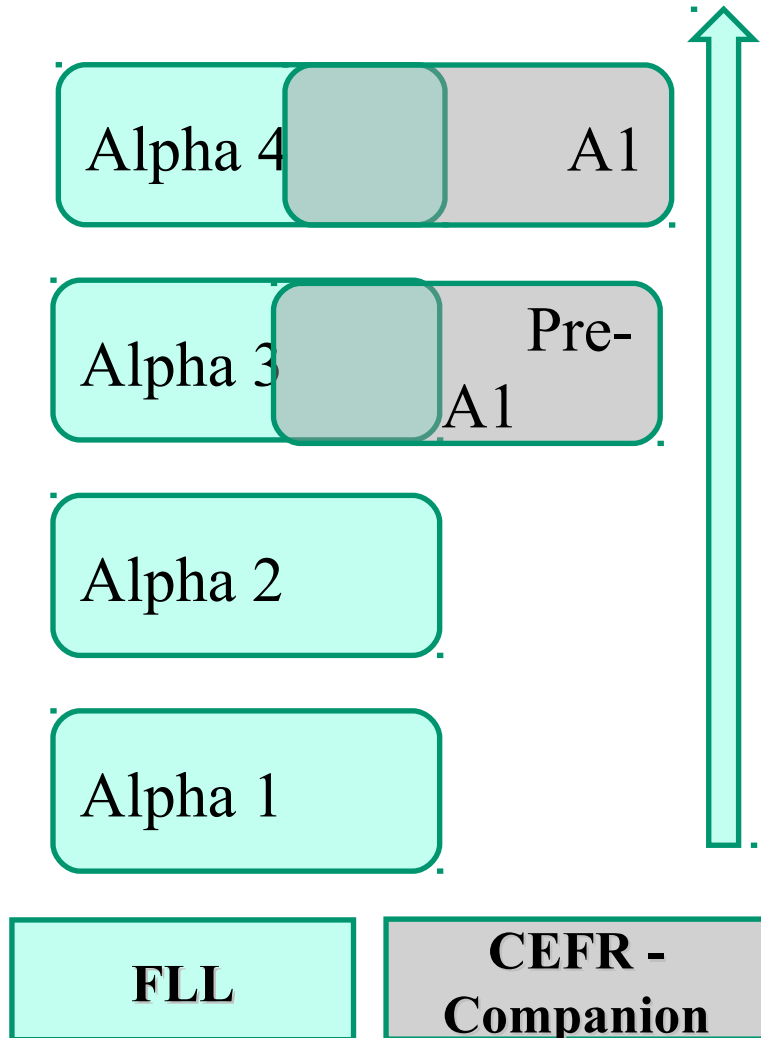 Alpha 4
A1
Alpha 3
Pre-
A1
Alpha 2
Alpha 1
FLL
CEFR -
Companion